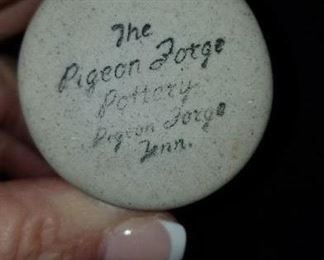 The
Pigeon Forge
Pottery
Pigeon Forge
Tenn.